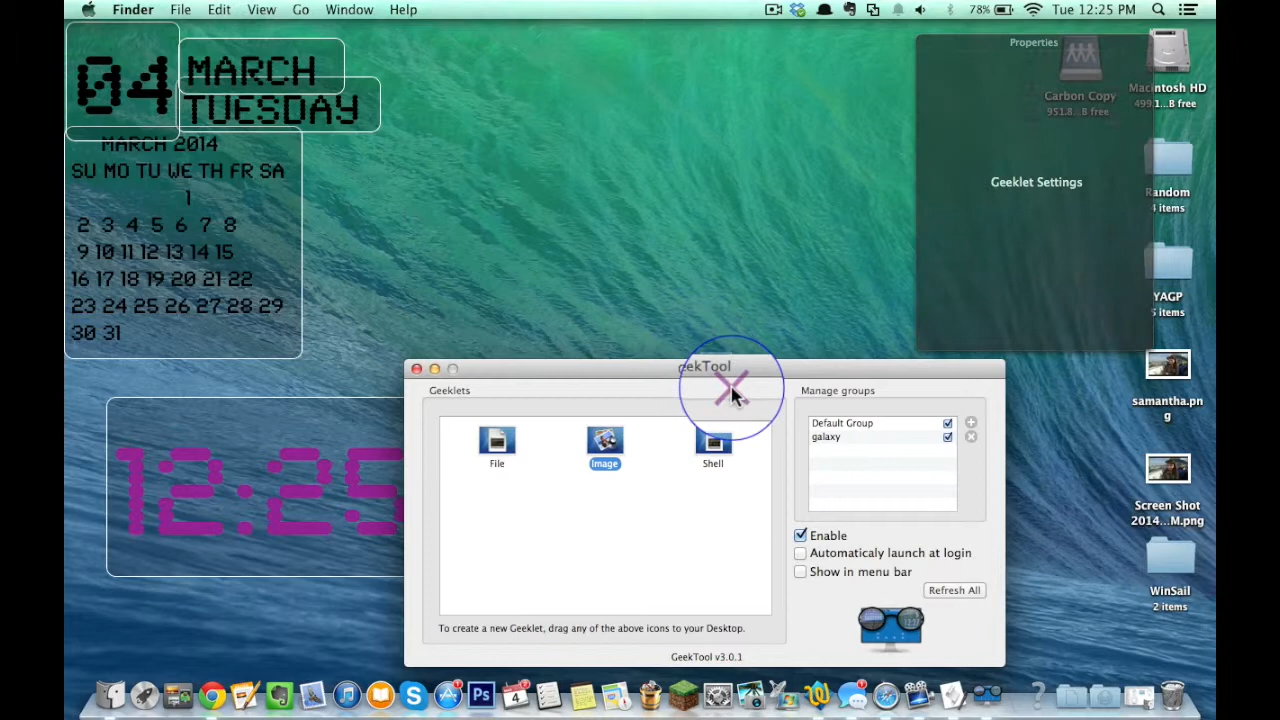 Finder File Edit View Go Window Help
78% Tue 12:25 PM
04
MARCH
TUESDAY
MARCH 2014
SU MO TU WE TH FR SA
1
2 3 4 5 6 7 8
9 10 11 12 13 14 15
16 17 18 19 20 21 22
23 24 25 26 27 28 29
30 31
12:25
Properties
Geeklet Settings
Carbon Copy
951.8...B free
Macintosh HD
499.1...B free
Random
4 items
YAGP
5 items
samantha.pn
g
Screen Shot
2014...M.png
WinSail
2 items
eekTool
Geeklets
File
Image
Shell
To create a new Geeklet, drag any of the above icons to your Desktop.
Manage groups
Default Group
galaxy
Enable
Automaticaly launch at login
Show in menu bar
Refresh All
GeekTool v3.0.1
Ps
4